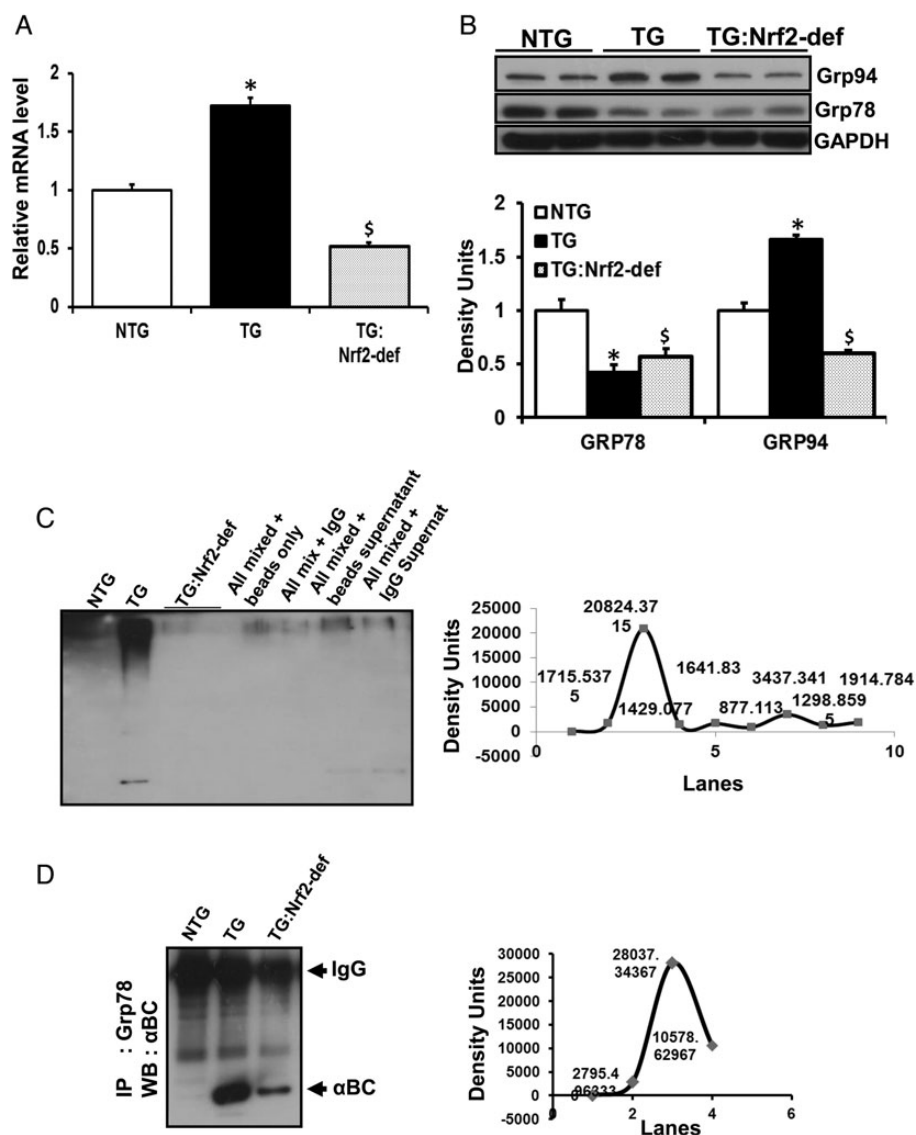 A
Relative mRNA level
2
1.5
1
0.5
0
NTG
TG
TG:
Nrf2-def
*
$
B
NTG TG TG:Nrf2-def
Grp94
Grp78
GAPDH
Density Units
2
1.5
1
0.5
0
NTG
TG
TG:Nrf2-def
*
$
*
$
GRP78 GRP94
C
NTG
TG
TG:Nrf2-def
All mixed +
beads only
All mix + IgG
All mixed +
beads supernatant
All mixed +
IgG Supernat
Density Units
25000
20000
15000
10000
5000
0
-5000
1715.537
5
20824.37
15
1429.077
1641.83
877.113
3437.341
1298.859
5
1914.784
0 5 10
Lanes
D
NTG
TG
TG:Nrf2-def
IP : Grp78
WB : αBC
IgG
αBC
Density Units
30000
25000
20000
15000
10000
5000
0
-5000
2795.4
96333
28037.
34367
10578.
62967
0 2 4 6
Lanes